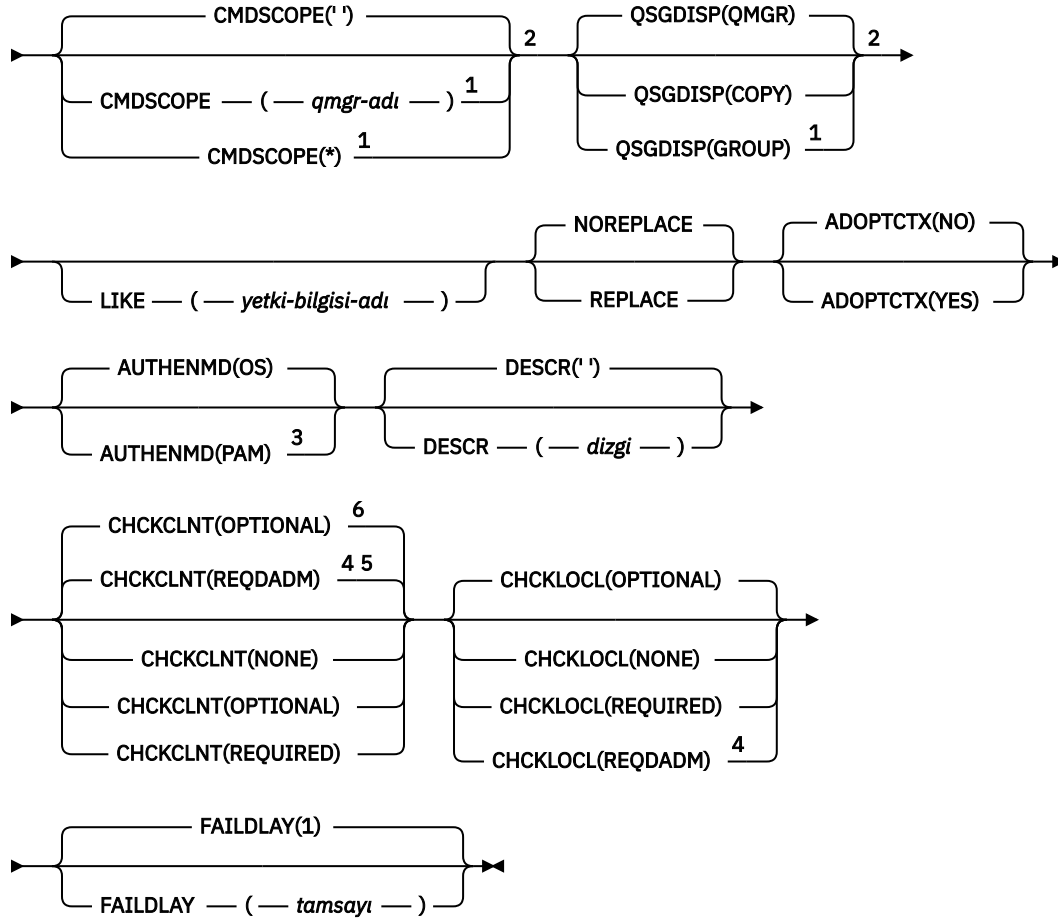 CMDSCOPE(' ')
CMDSCOPE ( qmgr-adı ) 1
CMDSCOPE(*) 1
2
QSGDISP(QMGR)
QSGDISP(COPY)
QSGDISP(GROUP) 1
2
LIKE ( yetki-bilgisi-adı )
NOREPLACE
REPLACE
ADOPTCTX(NO)
ADOPTCTX(YES)
AUTHENMD(OS)
AUTHENMD(PAM) 3
DESCR(' ')
DESCR ( dizgi )
CHCKCLNT(OPTIONAL) 6
CHCKCLNT(REQDADM) 4 5
CHCKCLNT(NONE)
CHCKCLNT(OPTIONAL)
CHCKCLNT(REQUIRED)
CHCKLOCL(OPTIONAL)
CHCKLOCL(NONE)
CHCKLOCL(REQUIRED)
CHCKLOCL(REQDADM) 4
FAILDLAY(1)
FAILDLAY ( tamsayı )